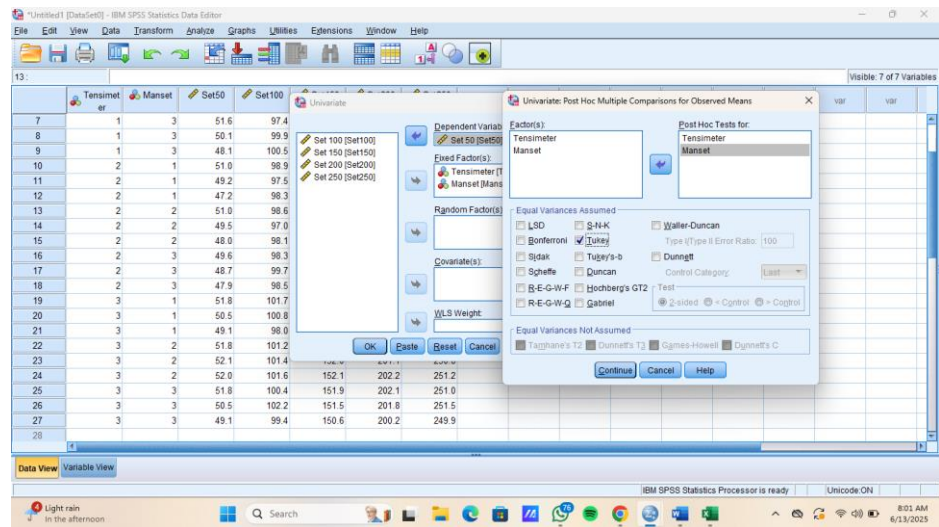 *Untitled1 [DataSet0] - IBM SPSS Statistics Data Editor
File Edit View Data Transform Analyze Graphs Utilities Extensions Window Help
13 :
Visible: 7 of 7 Variables
Tensimeter Manset Set50 Set100 var var
7 1 3 51.6 97.4
8 1 3 50.1 99.9
9 1 3 48.1 100.5
10 2 1 51.0 98.9
11 2 1 49.2 97.5
12 2 1 47.2 98.3
13 2 2 51.0 98.6
14 2 2 49.5 97.0
15 2 2 48.0 98.1
16 2 3 49.6 98.3
17 2 3 48.7 99.7
18 2 3 47.9 98.5
19 3 1 51.8 101.7
20 3 1 50.5 100.8
21 3 1 49.1 98.0
22 3 2 51.8 101.2
23 3 2 52.1 101.4
24 3 2 52.0 101.6 152.1 202.2 251.2
25 3 3 51.8 100.4 151.9 202.1 251.0
26 3 3 50.5 102.2 151.5 201.8 251.5
27 3 3 49.1 99.4 150.6 200.2 249.9
28
Univariate
Set 100 [Set100]
Set 150 [Set150]
Set 200 [Set200]
Set 250 [Set250]
Dependent Variab
Set 50 [Set50
Fixed Factor(s):
Tensimeter [T
Manset [Mans
Random Factor(s)
Covariate(s):
WLS Weight:
OK Paste Reset Cancel
Univariate: Post Hoc Multiple Comparisons for Observed Means
Factor(s):
Tensimeter
Manset
Post Hoc Tests for:
Tensimeter
Manset
Equal Variances Assumed
LSD S-N-K Waller-Duncan
Bonferroni Tukey Type I/Type II Error Ratio: 100
Sidak Tukey's-b Dunnett
Scheffe Duncan Control Category: Last
R-E-G-W-F Hochberg's GT2 Test
R-E-G-W-Q Gabriel 2-sided < Control > Control
Equal Variances Not Assumed
Tamhane's T2 Dunnett's T3 Games-Howell Dunnett's C
Continue Cancel Help
Data View Variable View
IBM SPSS Statistics Processor is ready Unicode:ON
Light rain
In the afternoon
Search
8:01 AM
6/13/2025